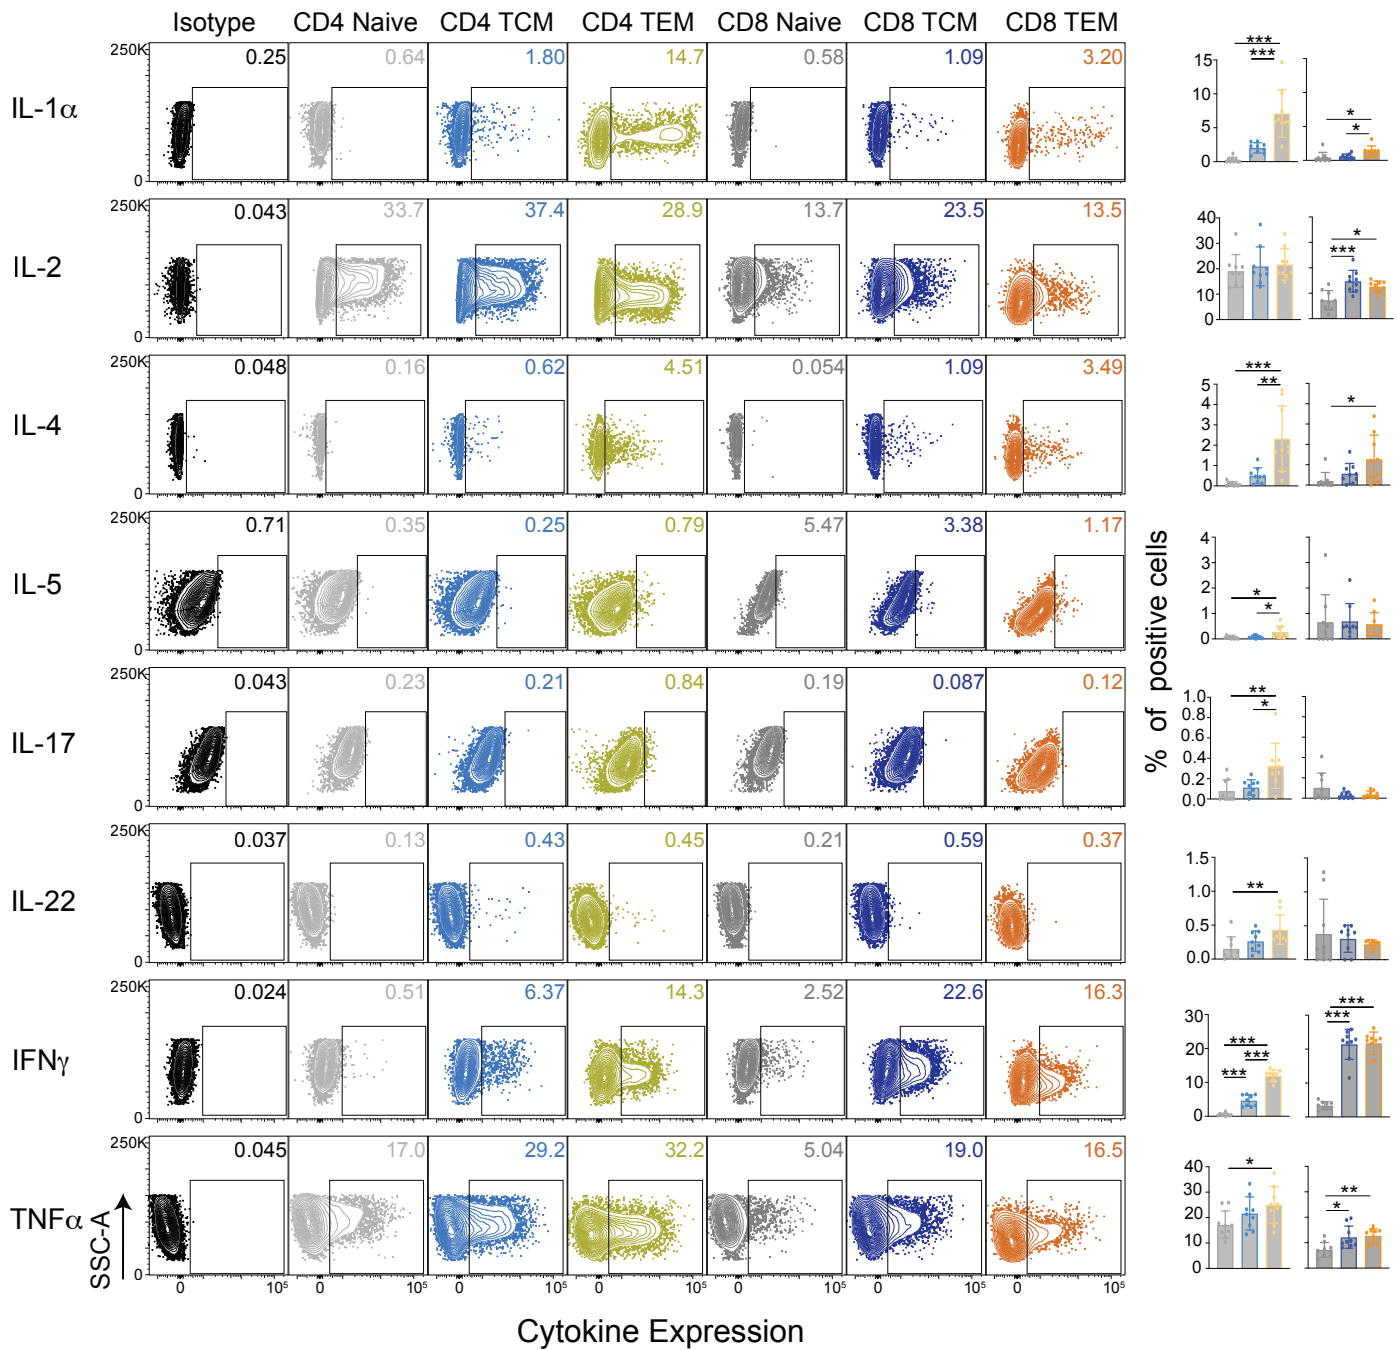 Isotype CD4 Naive CD4 TCM CD4 TEM CD8 Naive CD8 TCM CD8 TEM
IL-1α
250K
0
0.25 0.64 1.80 14.7 0.58 1.09 3.20
15
10
5
0
***
***
*
*
IL-2
250K
0
0.043 33.7 37.4 28.9 13.7 23.5 13.5
40
30
20
10
0
*
***
IL-4
250K
0
0.048 0.16 0.62 4.51 0.054 1.09 3.49
5
4
3
2
1
0
***
**
*
IL-5
250K
0
0.71 0.35 0.25 0.79 5.47 3.38 1.17
4
3
2
1
0
*
*
% of positive cells
IL-17
250K
0
0.043 0.23 0.21 0.84 0.19 0.087 0.12
1.0
0.8
0.6
0.4
0.2
0.0
**
*
IL-22
250K
0
0.037 0.13 0.43 0.45 0.21 0.59 0.37
1.5
1.0
0.5
0.0
**
IFNγ
250K
0
0.024 0.51 6.37 14.3 2.52 22.6 16.3
30
20
10
0
***
***
***
***
***
TNFα
250K
0
0.045 17.0 29.2 32.2 5.04 19.0 16.5
40
30
20
10
0
*
**
*
SSC-A
0 10⁵ 0 10⁵ 0 10⁵ 0 10⁵ 0 10⁵ 0 10⁵ 0 10⁵
Cytokine Expression